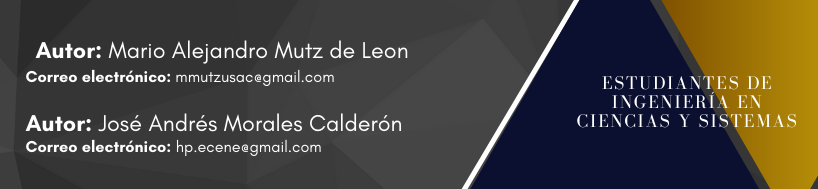 Autor: Mario Alejandro Mutz de Leon
Correo electrónico: mmutzusac@gmail.com
Autor: José Andrés Morales Calderón
Correo electrónico: hp.ecene@gmail.com
ESTUDIANTES DE
INGENIERÍA EN
CIENCIAS Y SISTEMAS